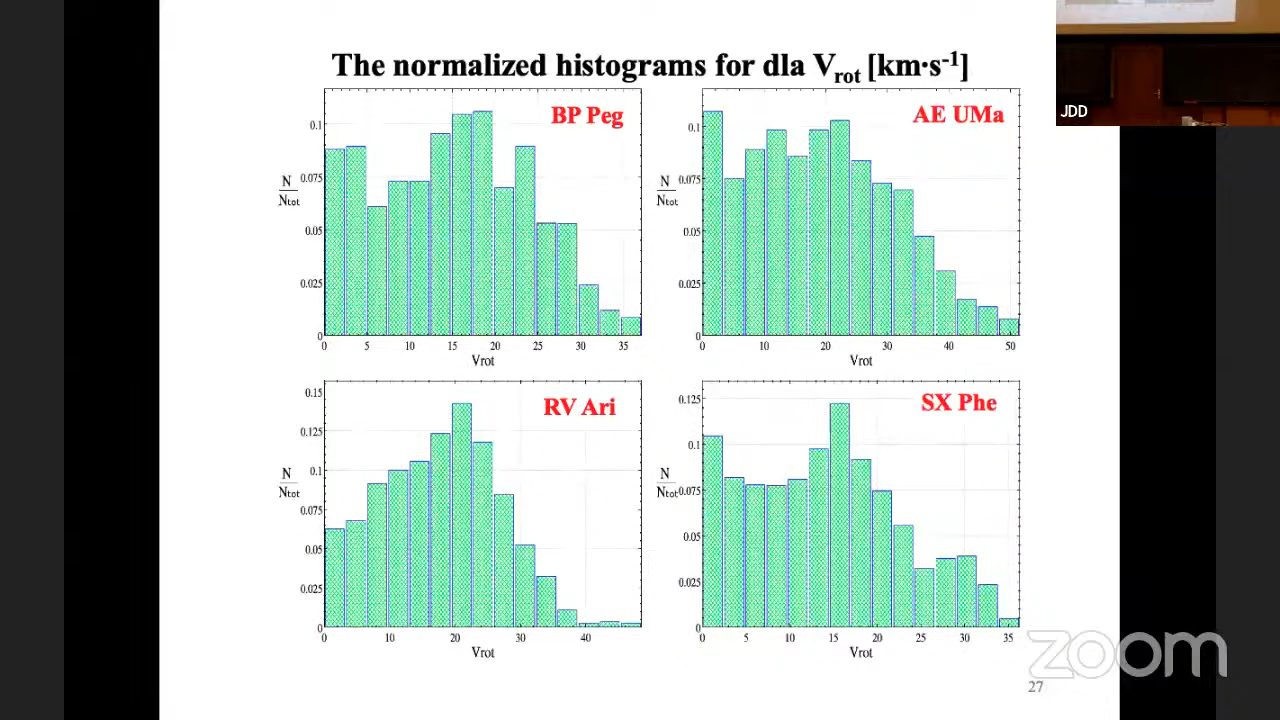 The normalized histograms for dla Vrot [km·s-1]
JDD
BP Peg
0.1
0.075
0.05
0.025
0
N
Ntot
0 5 10 15 20 25 30 35
Vrot
AE UMa
0.1
0.075
0.05
0.025
0
N
Ntot
0 10 20 30 40 50
Vrot
RV Ari
0.15
0.125
0.1
0.075
0.05
0.025
0
N
Ntot
0 10 20 30 40
Vrot
SX Phe
0.125
0.1
0.075
0.05
0.025
0
N
Ntot
0 5 10 15 20 25 30 35
Vrot
zoom
27